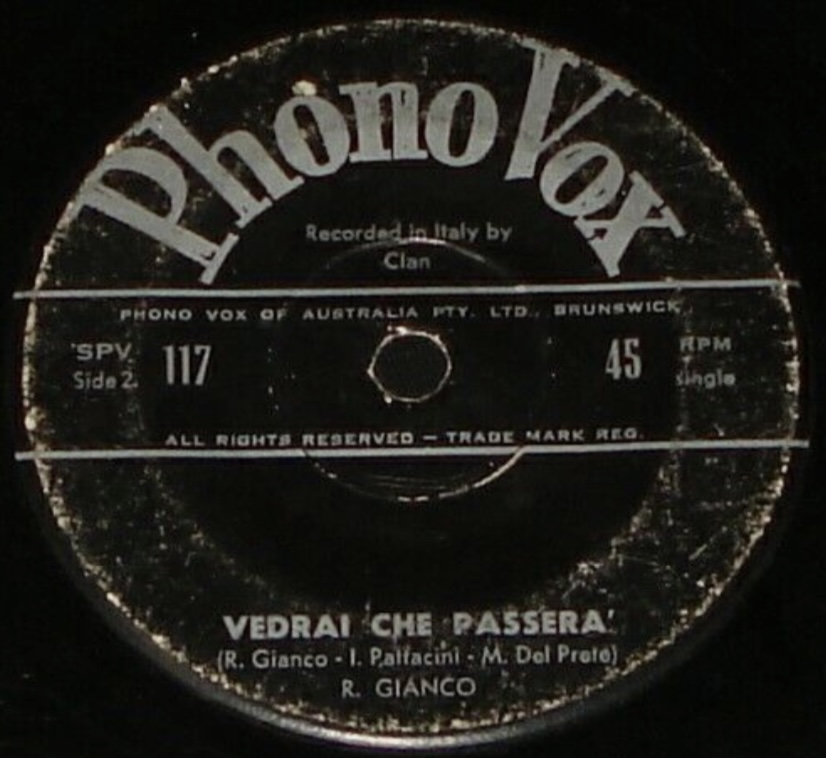 PhonoVox
Recorded in Italy by
Clan
PHONO VOX OF AUSTRALIA PTY. LTD., BRUNSWICK
SPV 117 45 RPM
Side 2. single
ALL RIGHTS RESERVED — TRADE MARK REG.
VEDRAI CHE PASSERA'
(R. Gianco - I. Palfacini - M. Del Prete)
R. GIANCO